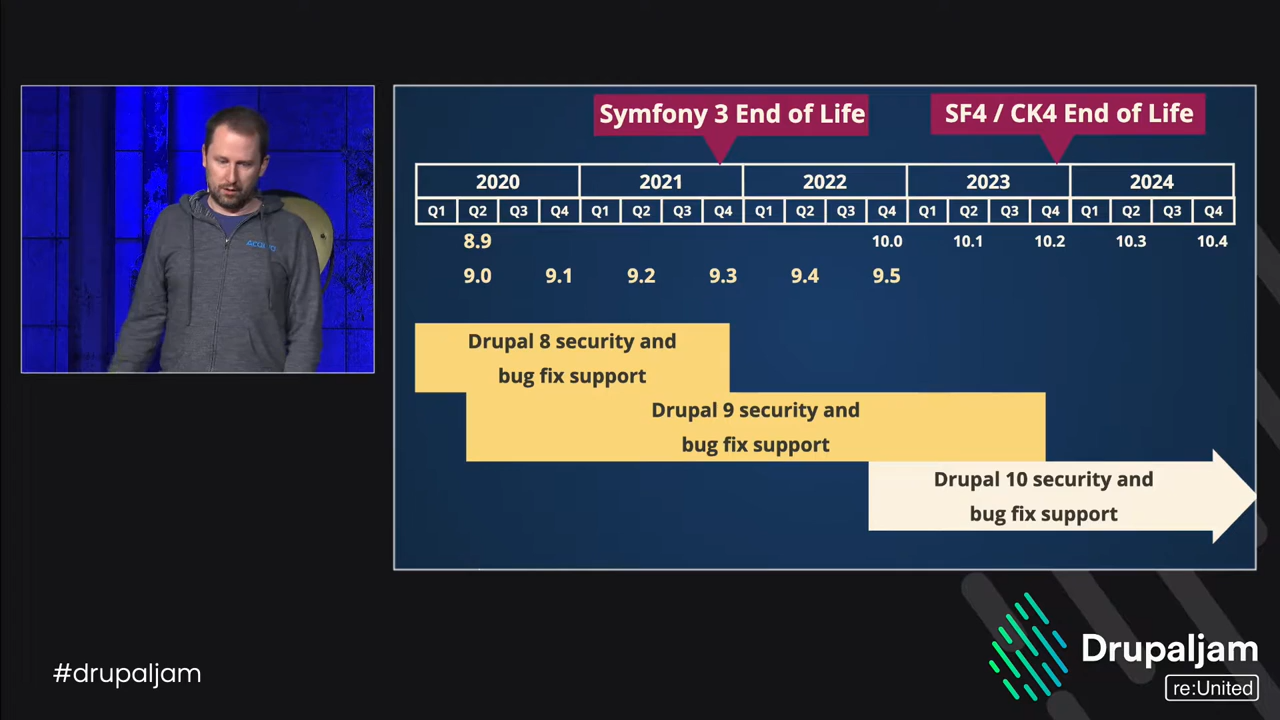 Symfony 3 End of Life
SF4 / CK4 End of Life
2020 2021 2022 2023 2024
Q1 Q2 Q3 Q4 Q1 Q2 Q3 Q4 Q1 Q2 Q3 Q4 Q1 Q2 Q3 Q4 Q1 Q2 Q3 Q4
8.9 10.0 10.1 10.2 10.3 10.4
9.0 9.1 9.2 9.3 9.4 9.5
Drupal 8 security and
bug fix support
Drupal 9 security and
bug fix support
Drupal 10 security and
bug fix support
#drupaljam
Drupaljam
re:United